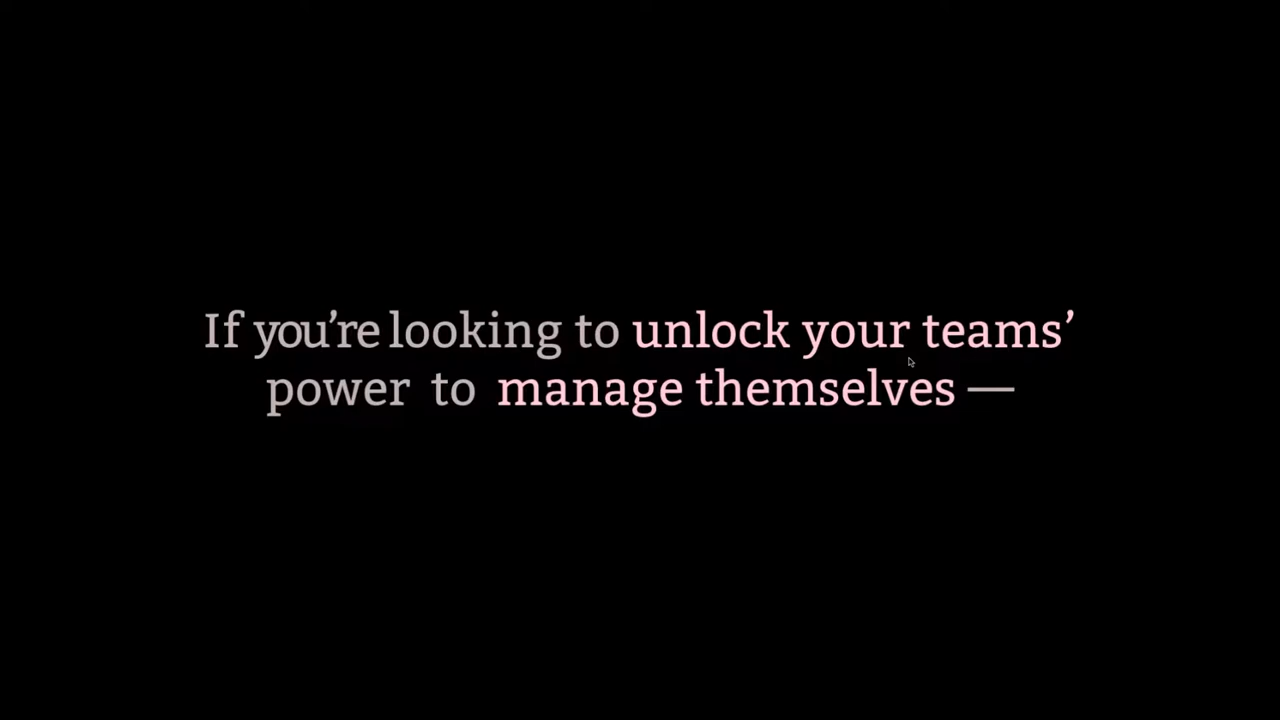 If you’re looking to unlock your teams’
power to manage themselves —